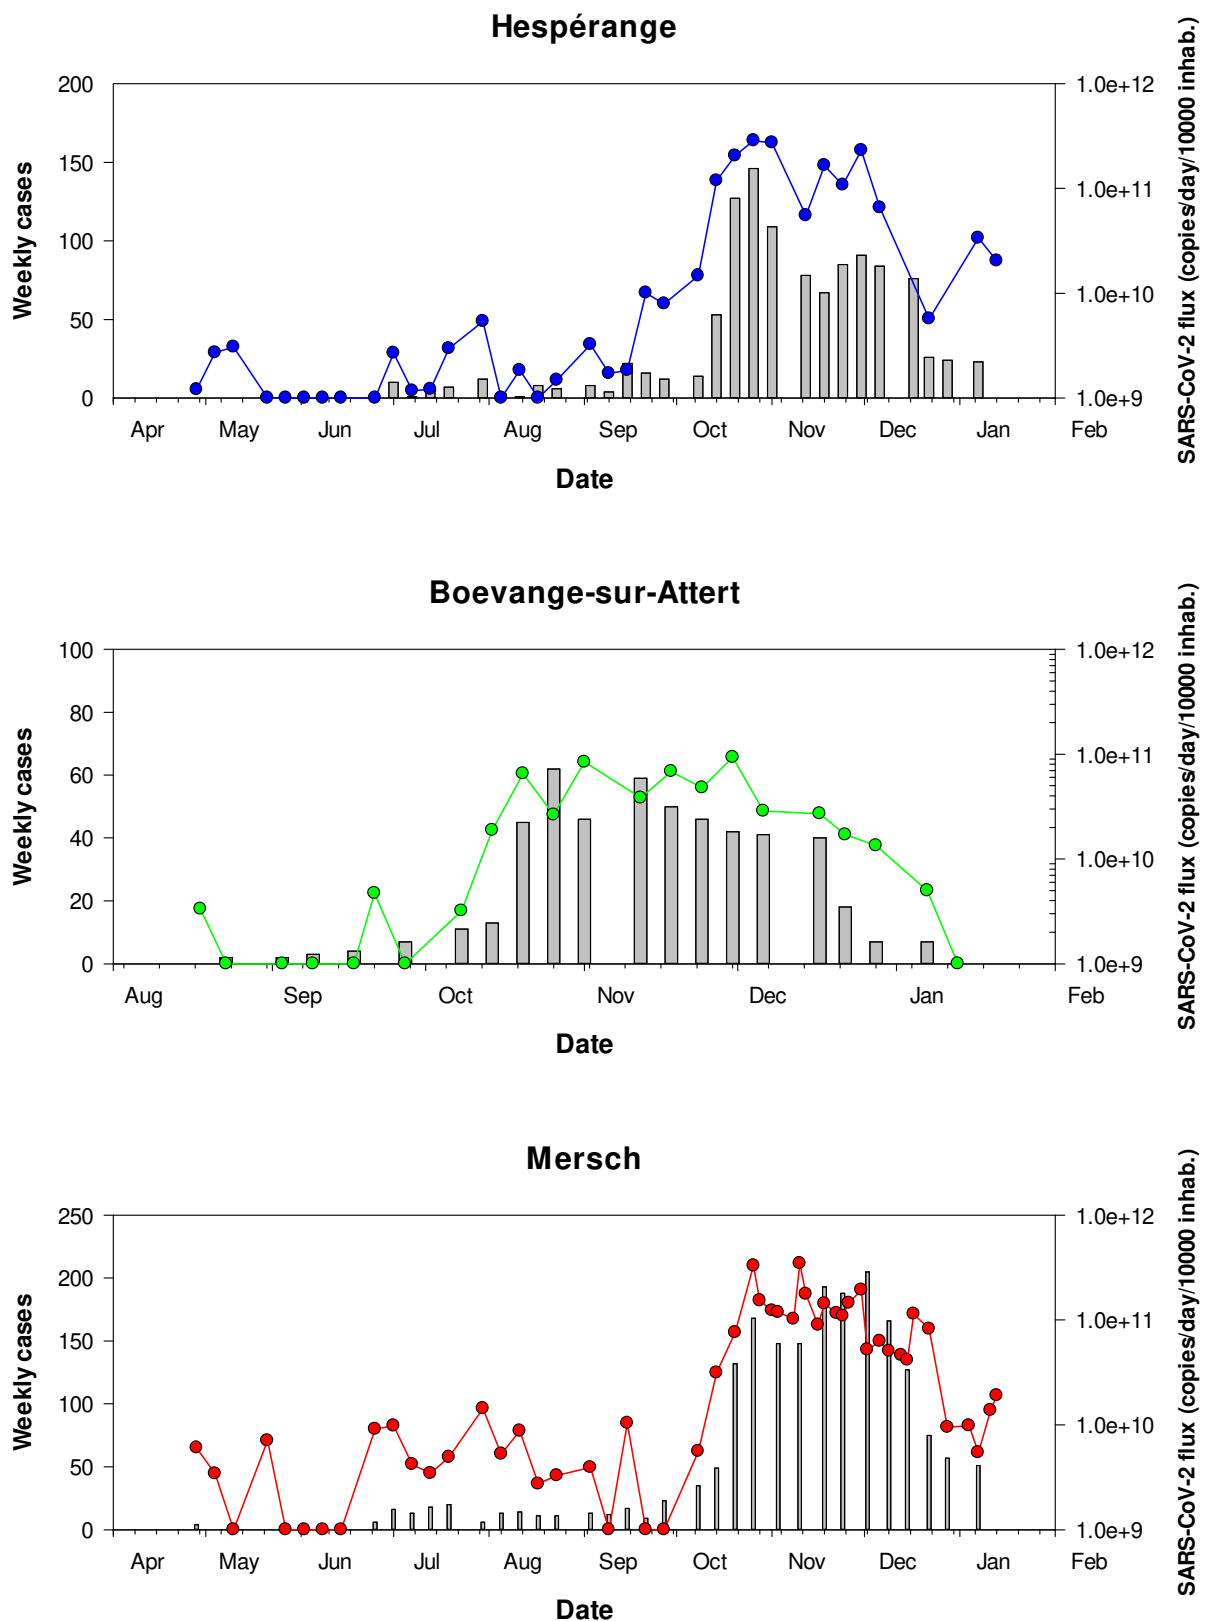 Hespérange
Weekly cases
200
150
100
50
0
1.0e+12
1.0e+11
1.0e+10
1.0e+9
SARS-CoV-2 flux (copies/day/10000 inhab.)
Apr May Jun Jul Aug Sep Oct Nov Dec Jan Feb
Date
Boevange-sur-Attert
Weekly cases
100
80
60
40
20
0
1.0e+12
1.0e+11
1.0e+10
1.0e+9
SARS-CoV-2 flux (copies/day/10000 inhab.)
Aug Sep Oct Nov Dec Jan Feb
Date
Mersch
Weekly cases
250
200
150
100
50
0
1.0e+12
1.0e+11
1.0e+10
1.0e+9
SARS-CoV-2 flux (copies/day/10000 inhab.)
Apr May Jun Jul Aug Sep Oct Nov Dec Jan Feb
Date